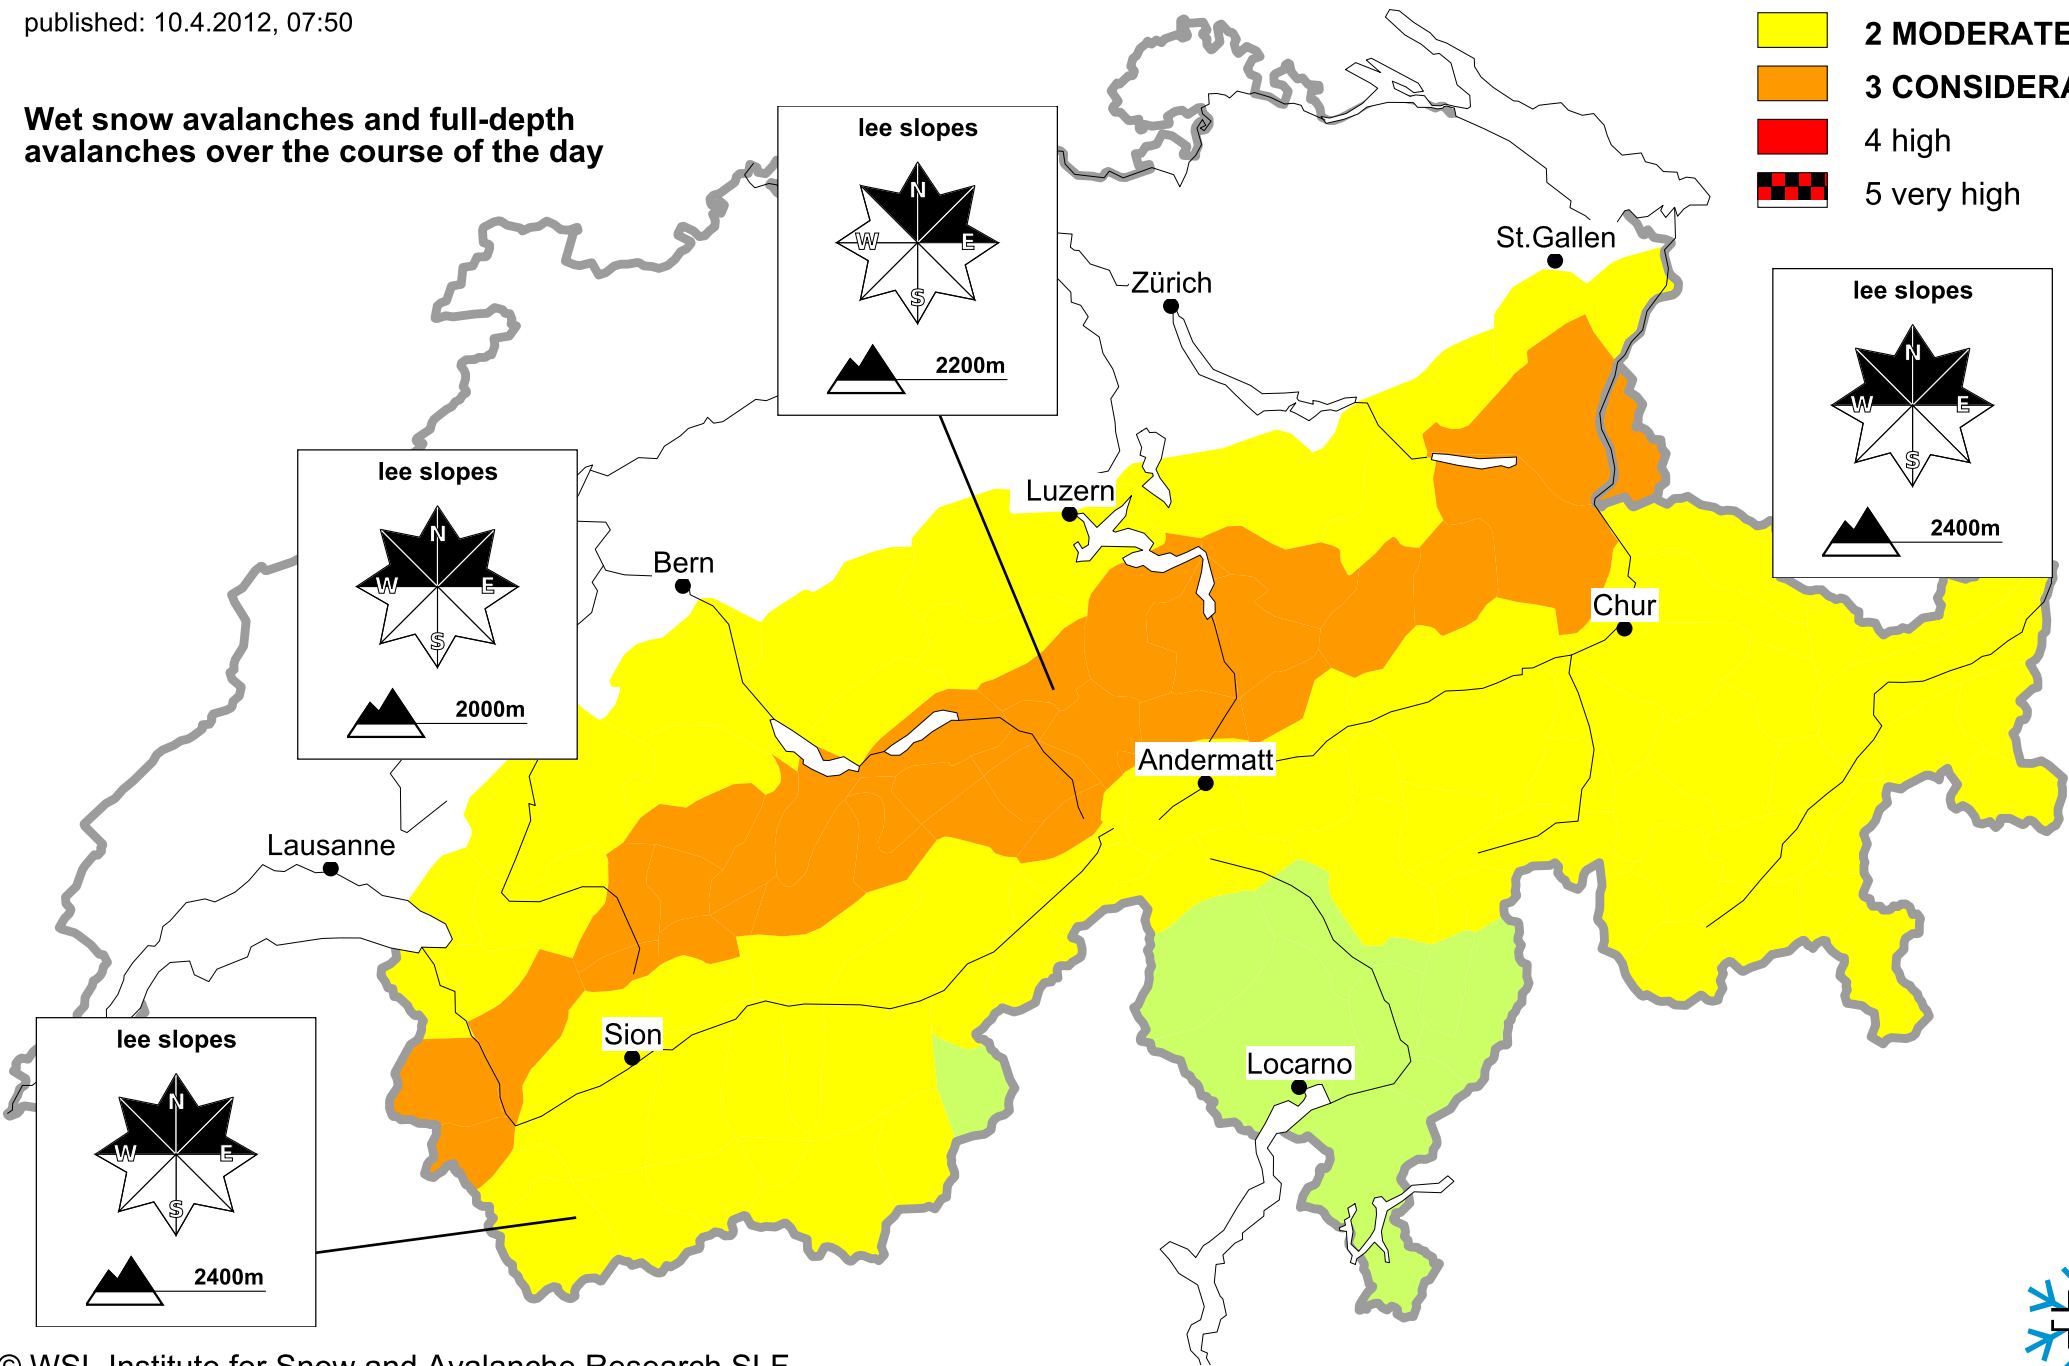 published: 10.4.2012, 07:50
2 MODERATE
3 CONSIDERA
4 high
5 very high
Wet snow avalanches and full-depth
avalanches over the course of the day
lee slopes
N
W E
S
2200m
St.Gallen
Zürich
lee slopes
N
W E
S
2400m
lee slopes
N
W E
S
2000m
Luzern
Bern
Chur
Andermatt
Lausanne
Sion
Locarno
lee slopes
N
W E
S
2400m
© WSL Institute for Snow and Avalanche Research SLF